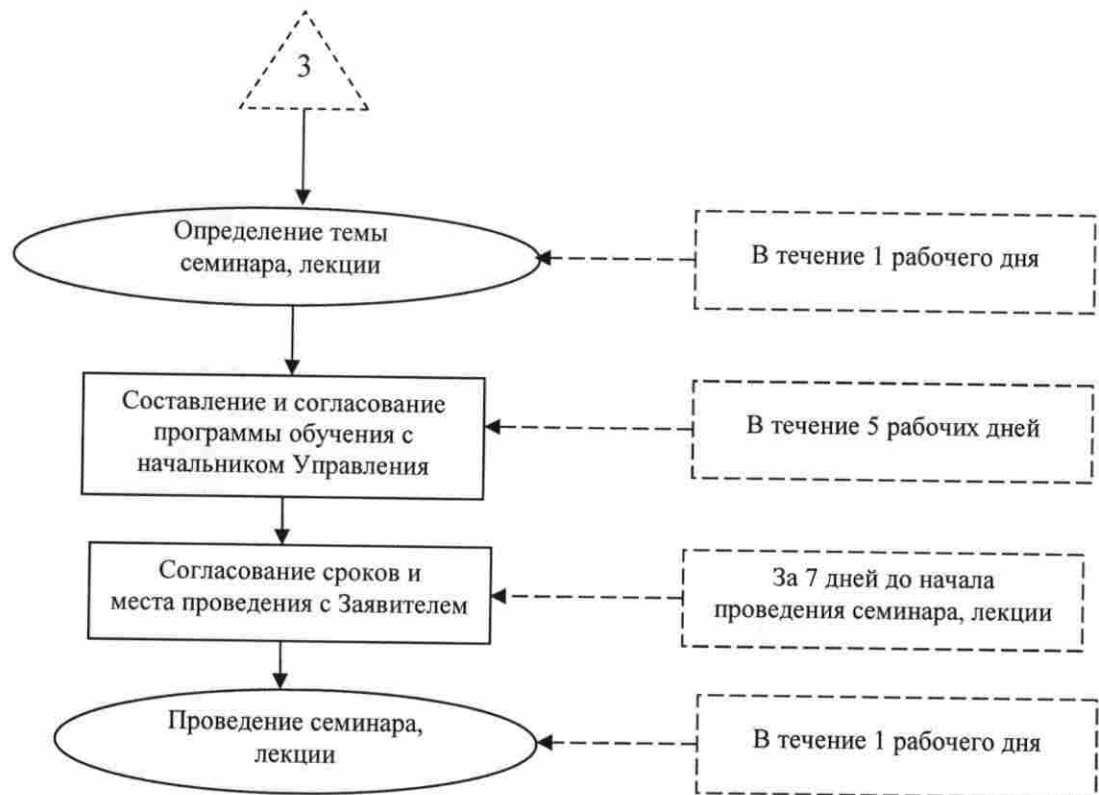 3
Определение темы
семинара, лекции
В течение 1 рабочего дня
Составление и согласование
программы обучения с
начальником Управления
В течение 5 рабочих дней
Согласование сроков и
места проведения с Заявителем
За 7 дней до начала
проведения семинара, лекции
Проведение семинара,
лекции
В течение 1 рабочего дня